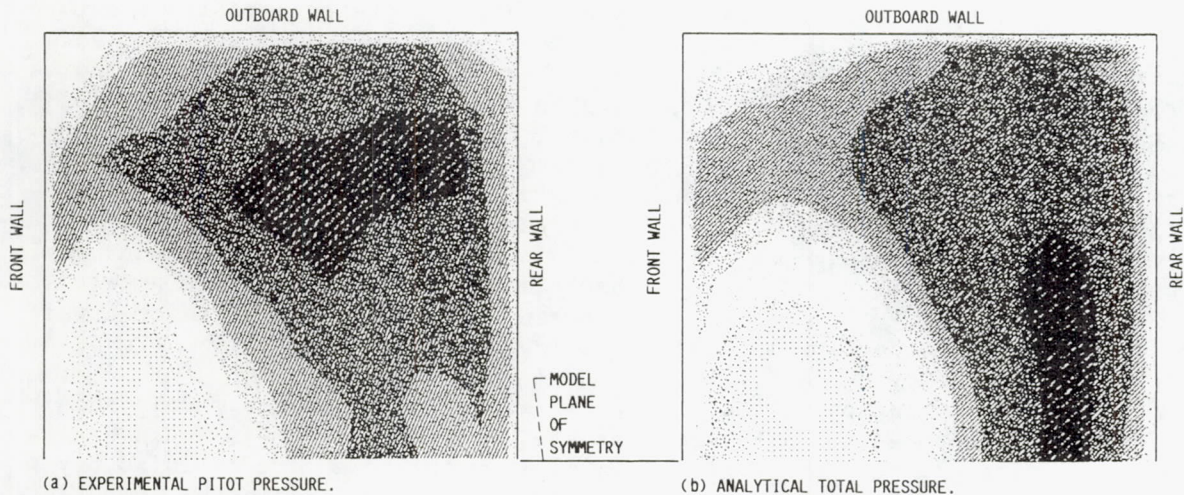 OUTBOARD WALL
OUTBOARD WALL
FRONT WALL
REAR WALL
FRONT WALL
REAR WALL
MODEL
PLANE
OF
SYMMETRY
(a) EXPERIMENTAL PITOT PRESSURE.
(b) ANALYTICAL TOTAL PRESSURE.